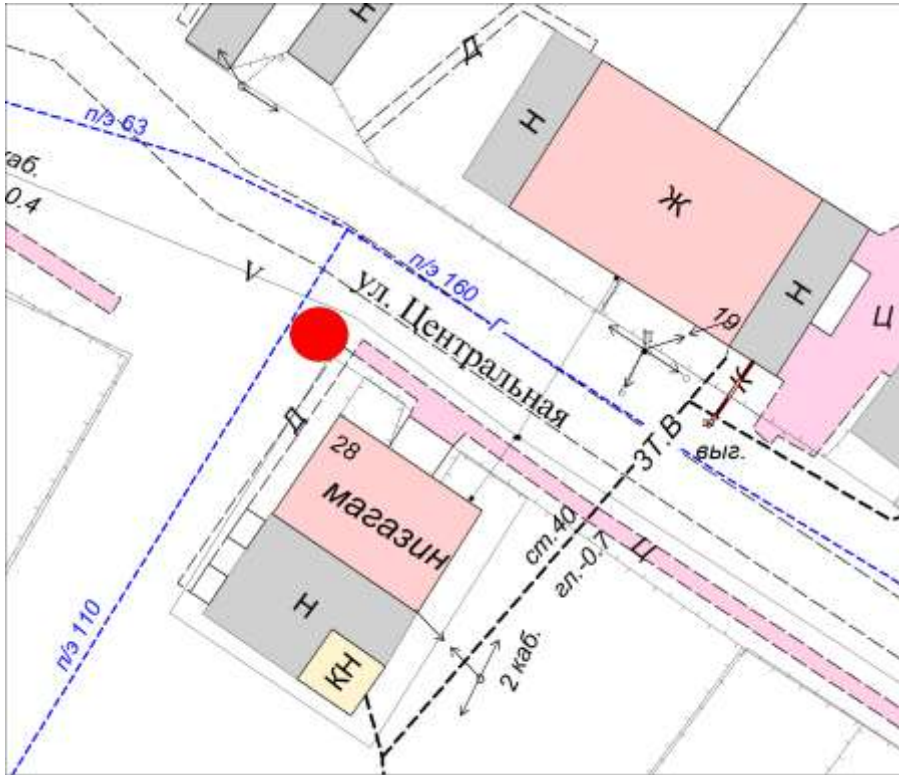 Н
Д
п/э 63
Н
каб.
0.4
Ж
V
ул. Центральная
п/э 160
Г
Н
Ц
19
К
Д
28
магазин
3Т.В
выг.
ст.40
гл.-0.7
Ц
Н
п/э 110
КН
2 каб.